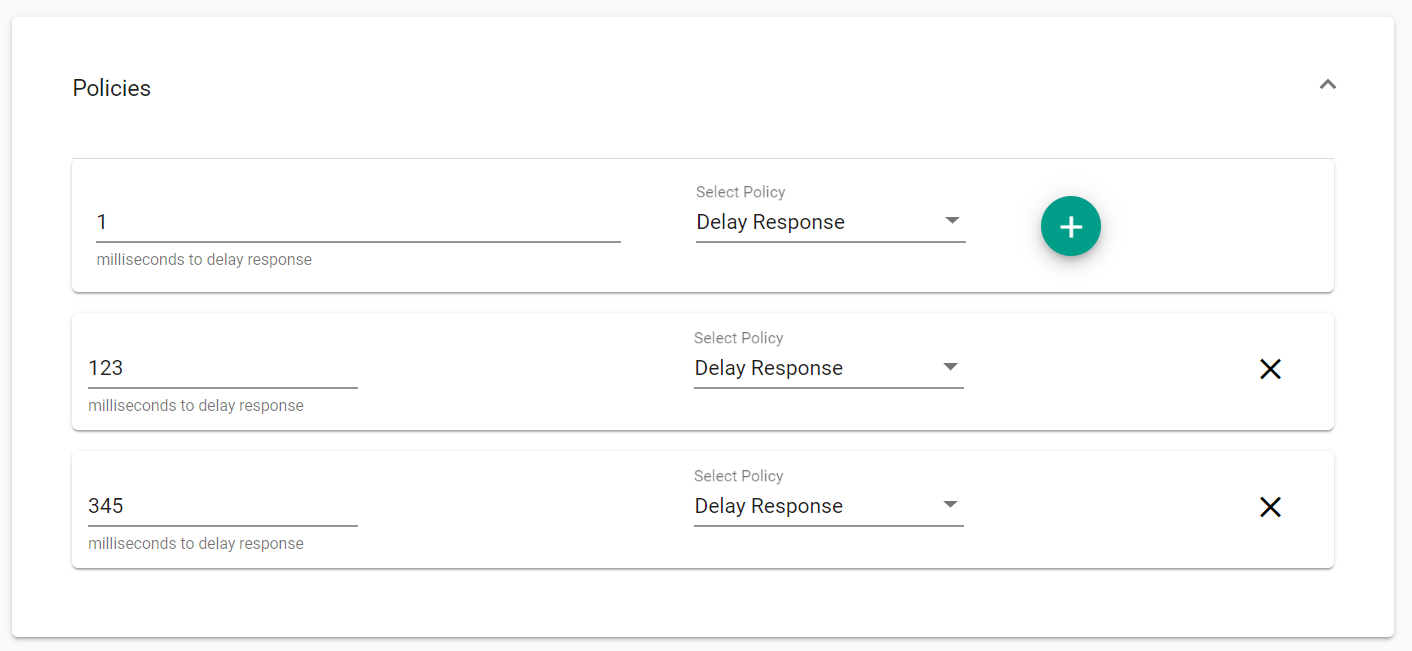 Policies
Select Policy
1
Delay Response
milliseconds to delay response
Select Policy
123
Delay Response
milliseconds to delay response
Select Policy
345
Delay Response
milliseconds to delay response